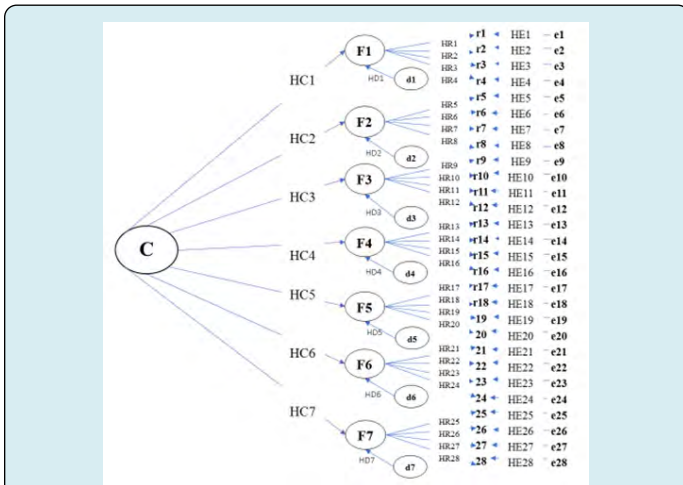 r1 HE1 e1
F1 HR1 r2 HE2 e2
HR2
HR3 r3 HE3 e3
HC1 HD1 d1 HR4 r4 HE4 e4
r5 HE5 e5
HR5 r6 HE6 e6
F2 HR6
HR7 r7 HE7 e7
HC2 HR8 r8 HE8 e8
HD2 d2 r9 HE9 e9
HR9
F3 HR10 r10 HE10 e10
HC3 HR11 r11 HE11 e11
HR12 r12 HE12 e12
HD3 d3 r13 HE13 e13
HR13
F4 HR14 r14 HE14 e14
C HC4 HR15 r15 HE15 e15
HR16 r16 HE16 e16
HD4 d4 r17 HE17 e17
HC5 HR17
HR18 r18 HE18 e18
F5 HR19 19 HE19 e19
HR20 20 HE20 e20
HD5 d5
HC6 HR21 21 HE21 e21
F6 HR22 22 HE22 e22
HR23
HR24 23 HE23 e23
HD6 d6 24 HE24 e24
HC7 25 HE25 e25
HR25
F7 HR26 26 HE26 e26
HR27 27 HE27 e27
HD7 d7 HR28 28 HE28 e28